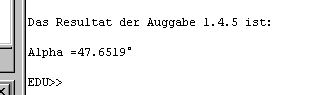 Das Resultat der Auggabe 1.4.5 ist:
Alpha =47.6519°
EDU>>